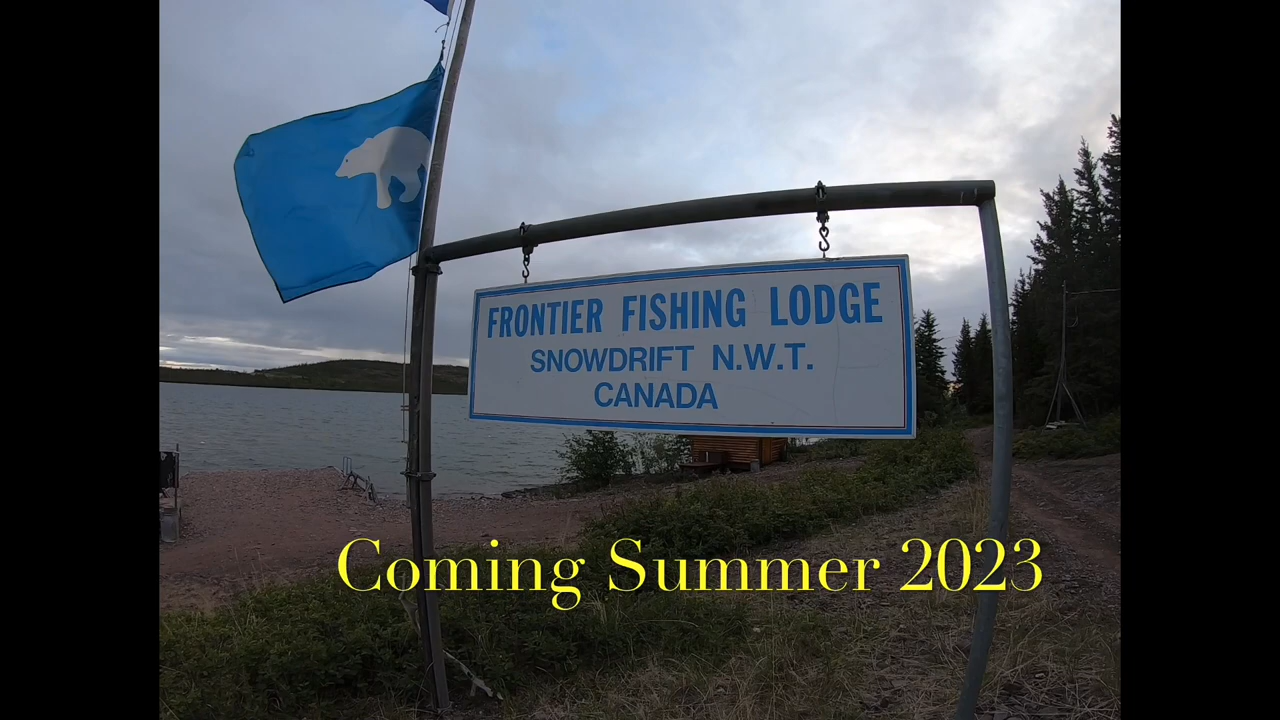 FRONTIER FISHING LODGE
SNOWDRIFT N.W.T.
CANADA
Coming Summer 2023